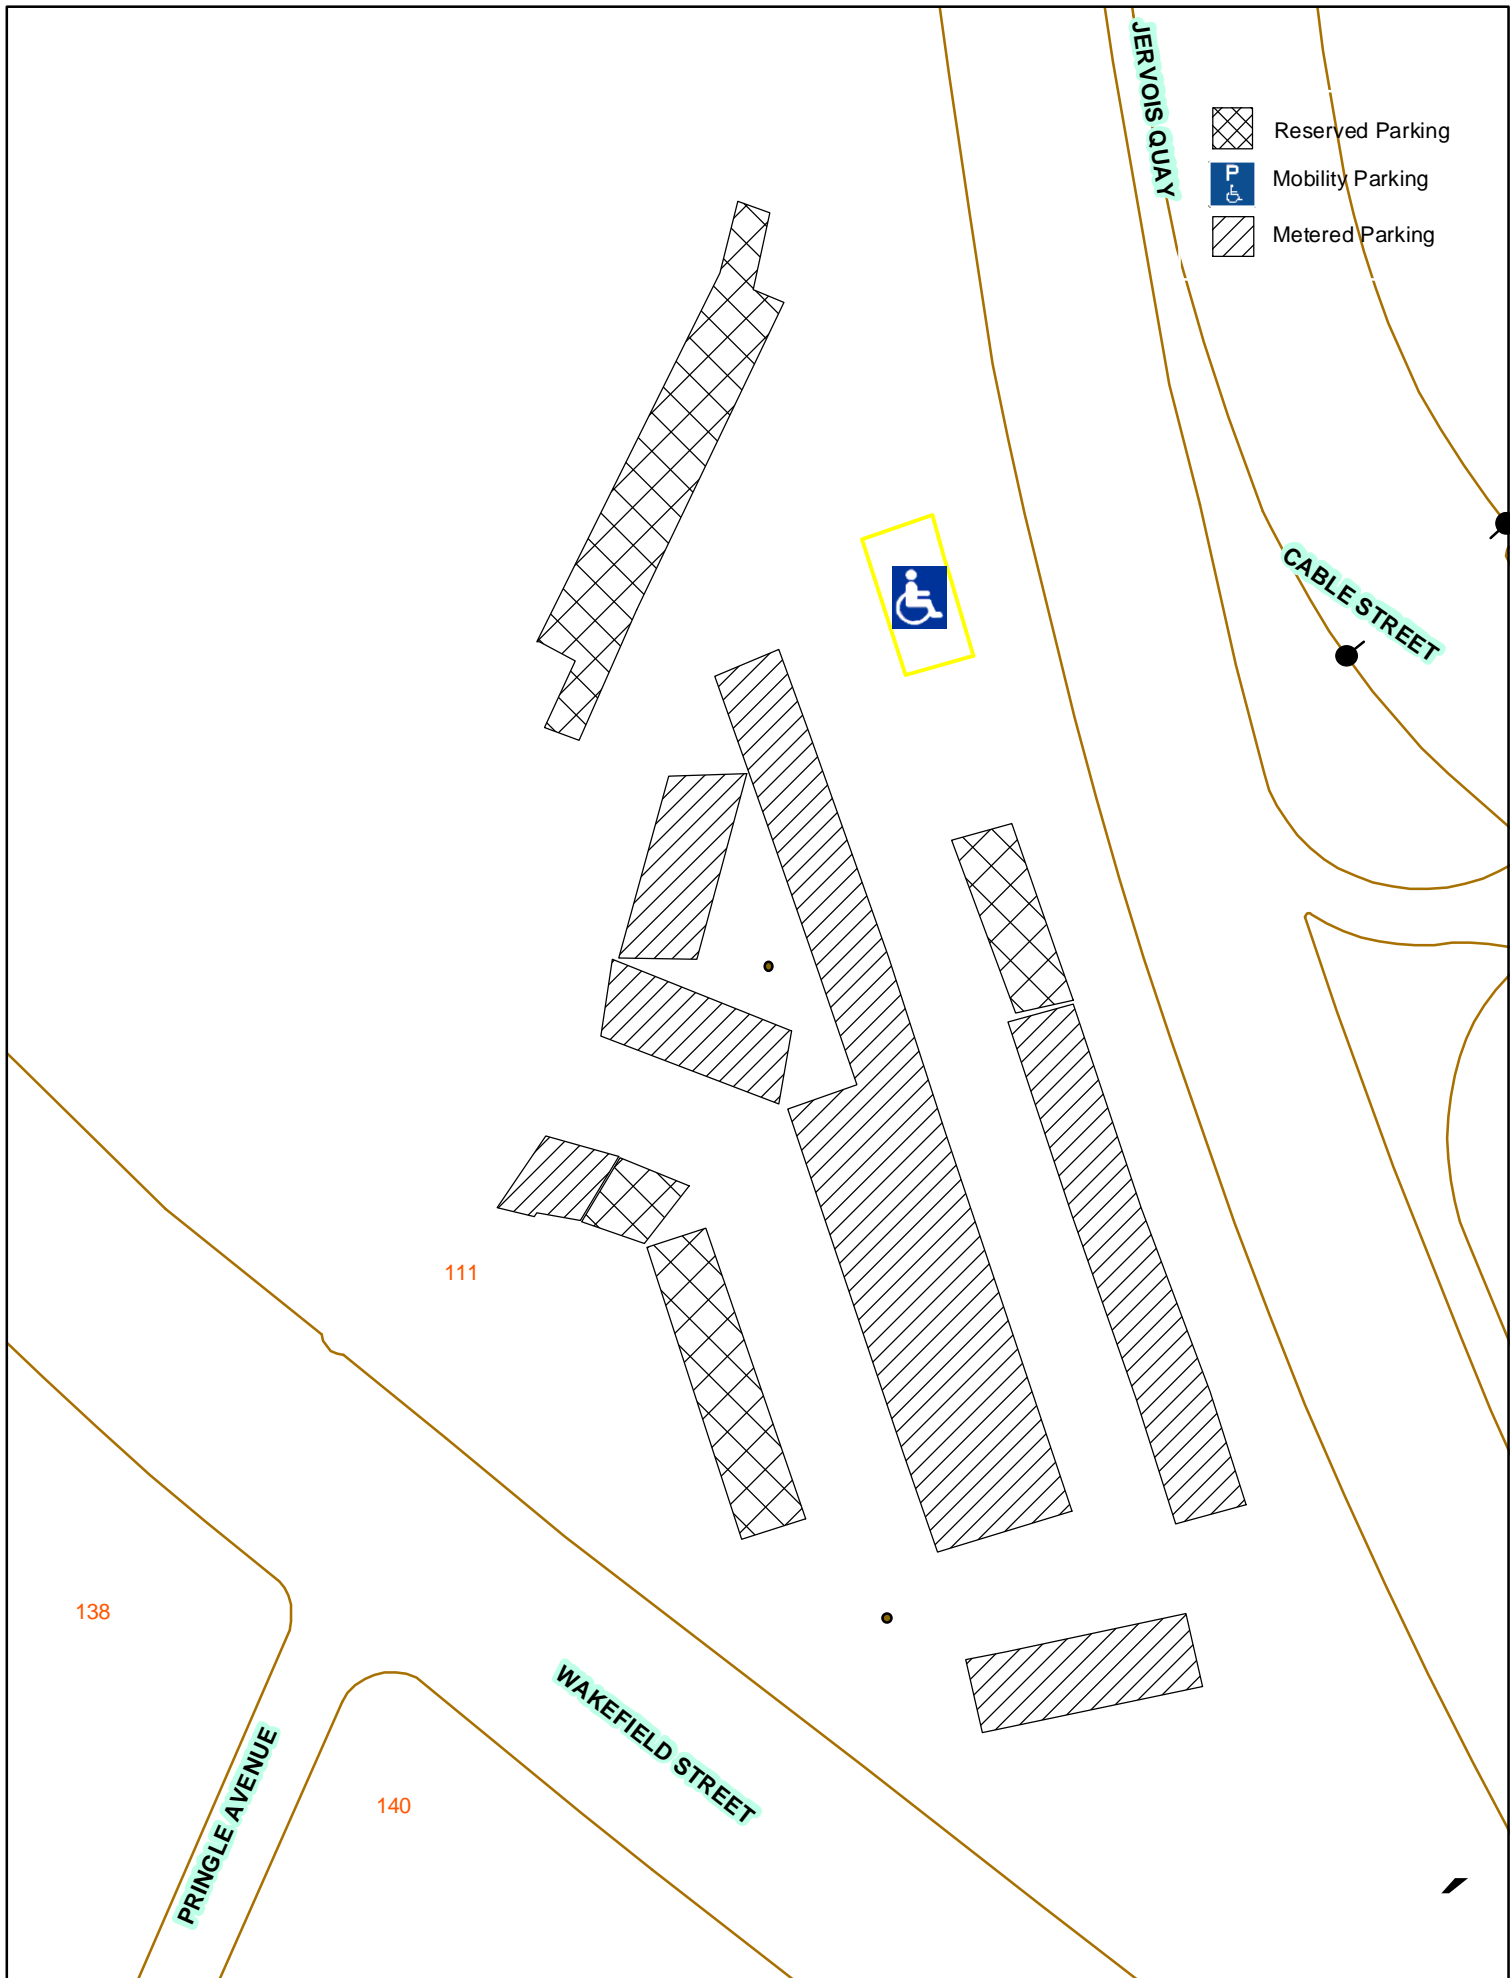 JERVOIS QUAY
Reserved Parking
P
Mobility Parking
Metered Parking
CABLE STREET
111
138
WAKEFIELD STREET
PRINGLE AVENUE
140